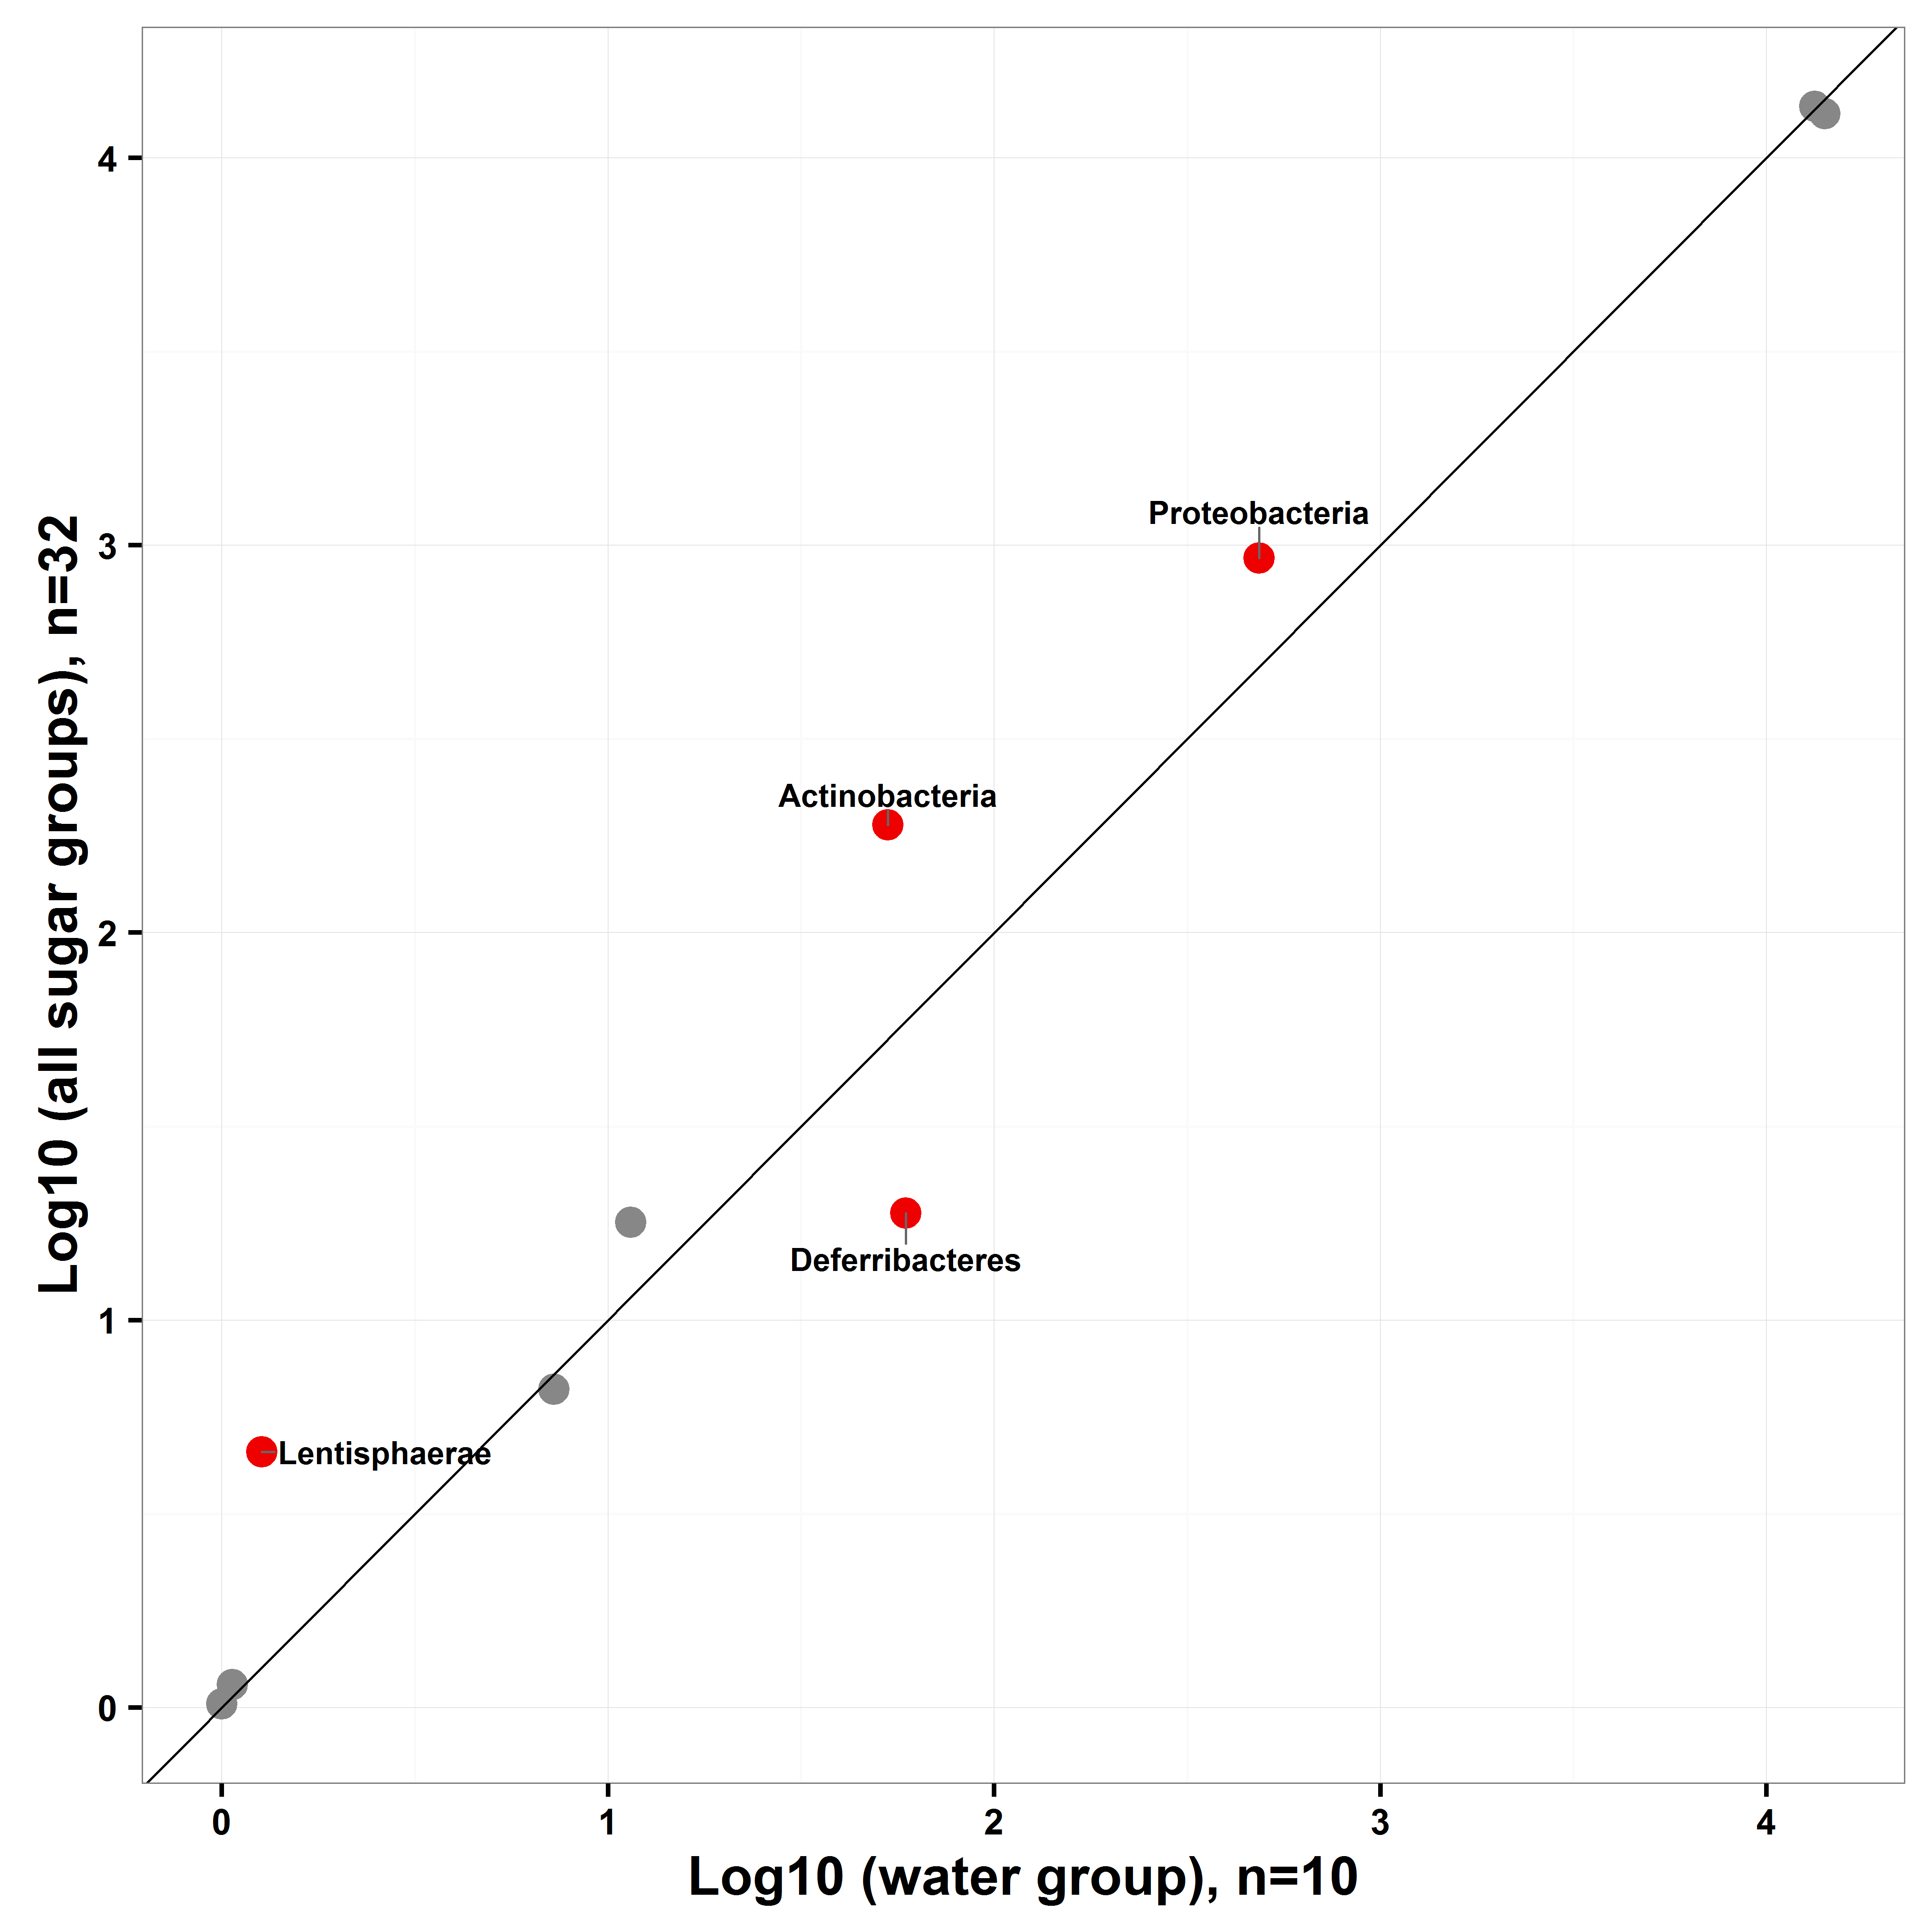 Log10 (all sugar groups), n=32
4
3
2
1
0
Proteobacteria
Actinobacteria
Deferribacteres
Lentisphaerae
0 1 2 3 4
Log10 (water group), n=10